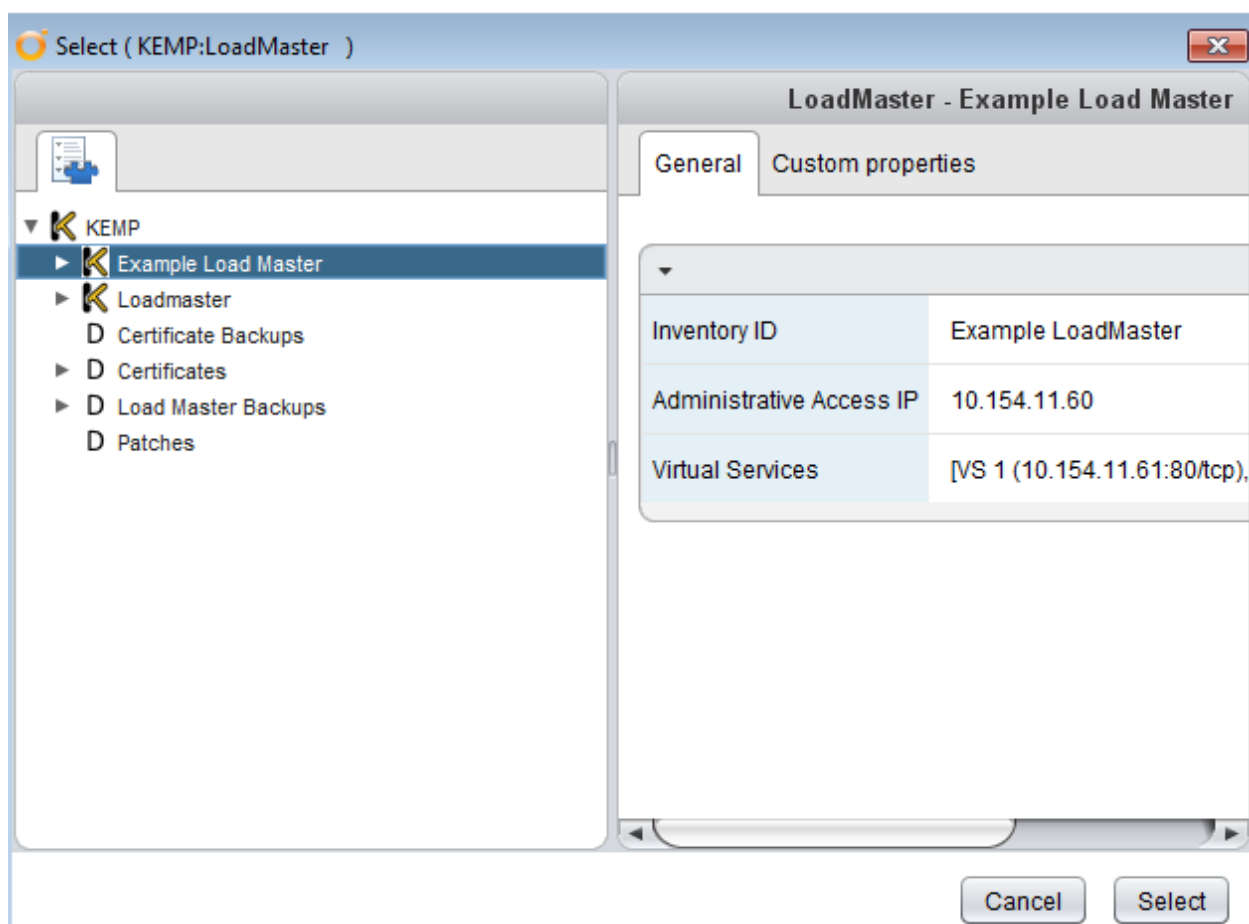 Select ( KEMP:LoadMaster )
LoadMaster - Example Load Master
General Custom properties
KEMP
Example Load Master
Loadmaster
D Certificate Backups
D Certificates
D Load Master Backups
D Patches
Inventory ID Example LoadMaster
Administrative Access IP 10.154.11.60
Virtual Services [VS 1 (10.154.11.61:80/tcp),
Cancel Select